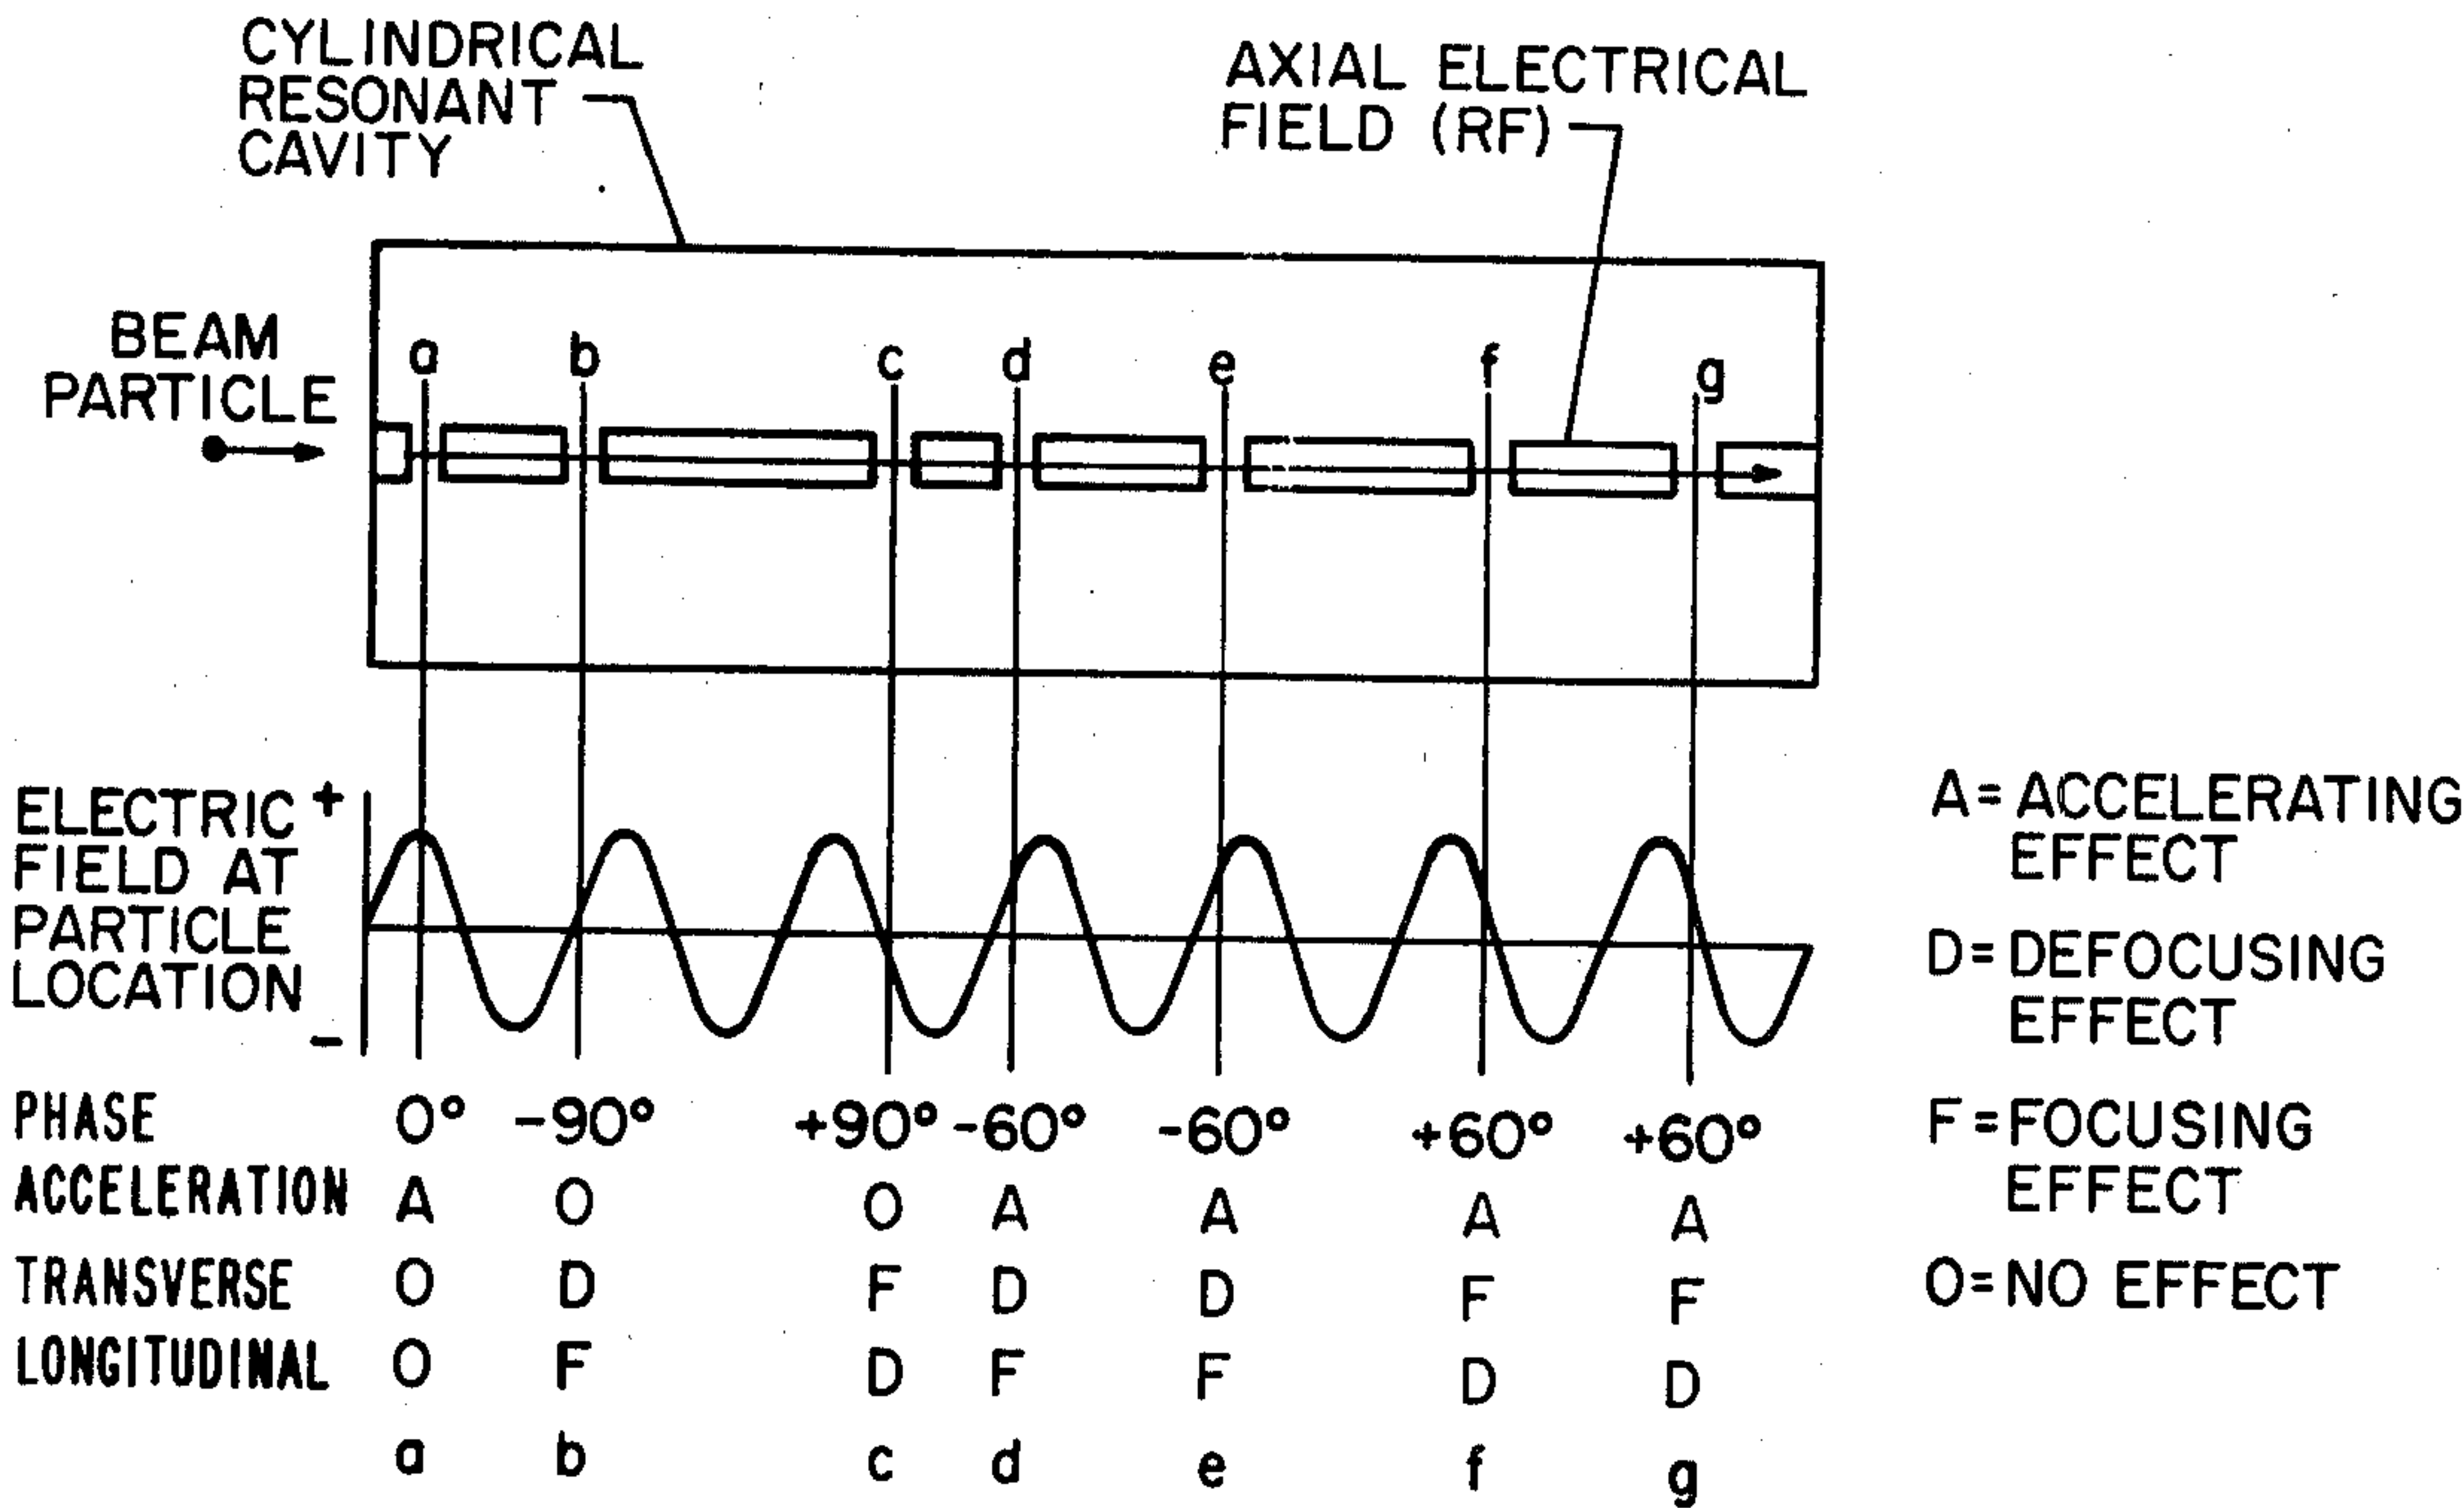 CYLINDRICAL
RESONANT
CAVITY
AXIAL ELECTRICAL
FIELD (RF)
BEAM
PARTICLE
a b c d e f g
ELECTRIC +
FIELD AT
PARTICLE
LOCATION
−
A=ACCELERATING
EFFECT
D=DEFOCUSING
EFFECT
F=FOCUSING
EFFECT
O=NO EFFECT
PHASE 0° -90° +90° -60° -60° +60° +60°
ACCELERATION A O O A A A A
TRANSVERSE O D F D D F F
LONGITUDINAL O F D F F D D
a b c d e f g